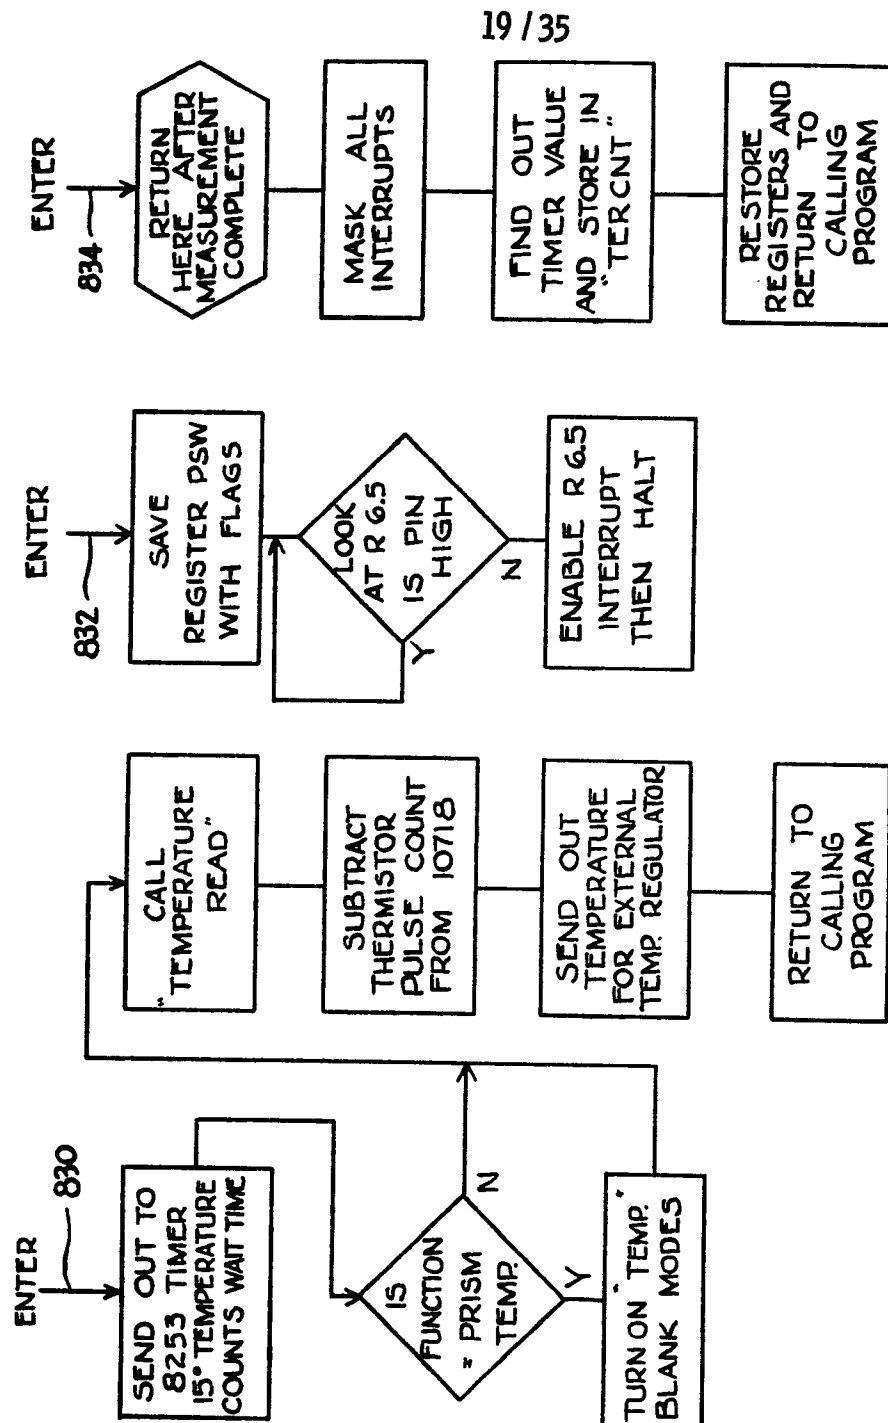 19 / 35
ENTER
830
SEND OUT TO
8253 TIMER
15° TEMPERATURE
COUNTS WAIT TIME
IS
FUNCTION
= PRISM
TEMP.
N
Y
TURN ON "TEMP."
BLANK MODES
CALL
"TEMPERATURE
READ"
SUBTRACT
THERMISTOR
PULSE COUNT
FROM 10718
SEND OUT
TEMPERATURE
FOR EXTERNAL
TEMP. REGULATOR
RETURN TO
CALLING
PROGRAM
ENTER
832
SAVE
REGISTER PSW
WITH FLAGS
LOOK
AT R 6.5
IS PIN
HIGH
Y
N
ENABLE R 6.5
INTERRUPT
THEN HALT
ENTER
834
RETURN
HERE AFTER
MEASUREMENT
COMPLETE
MASK ALL
INTERRUPTS
FIND OUT
TIMER VALUE
AND STORE IN
"TER CNT"
RESTORE
REGISTERS AND
RETURN TO
CALLING
PROGRAM